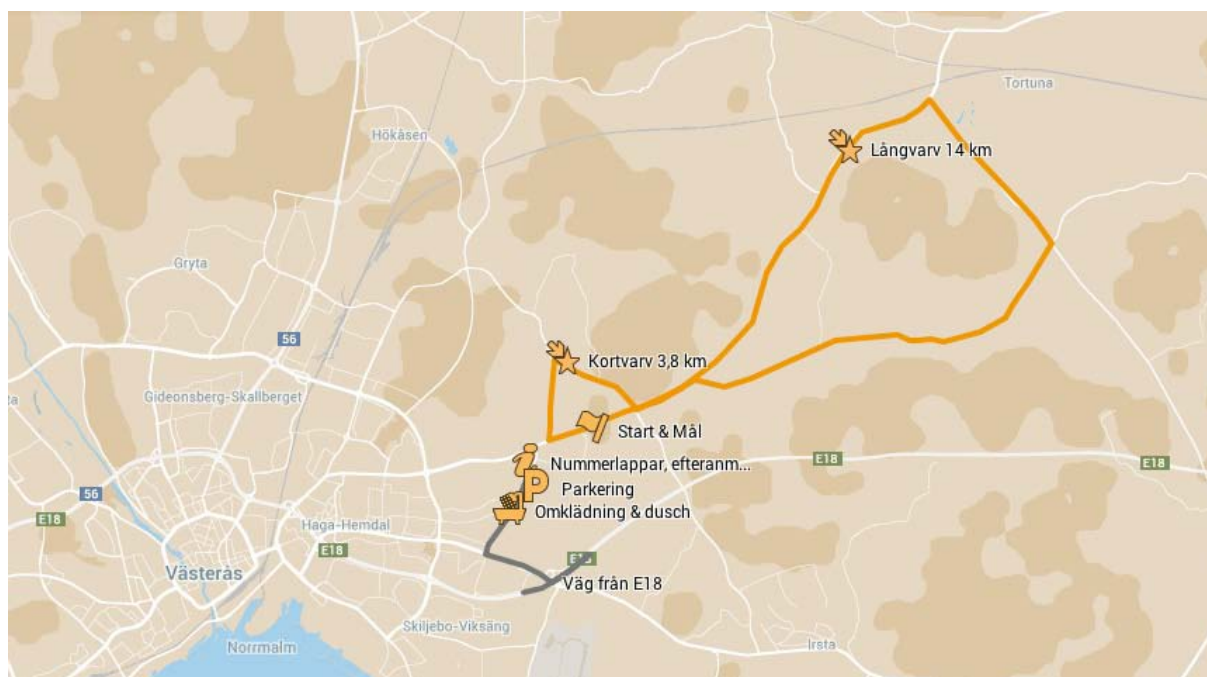 Tortuna
Hökåsen
Långvarv 14 km
Gryta
56
Kortvarv 3,8 km
Gideonsberg-Skallberget
Start & Mål
E18
E18
Nummerlappar, efteranm...
Parkering
56
Omklädning & dusch
E18
Haga-Hemdal
E18
Västerås
Väg från E18
Skiljebo-Viksäng
Norrmalm
Irsta